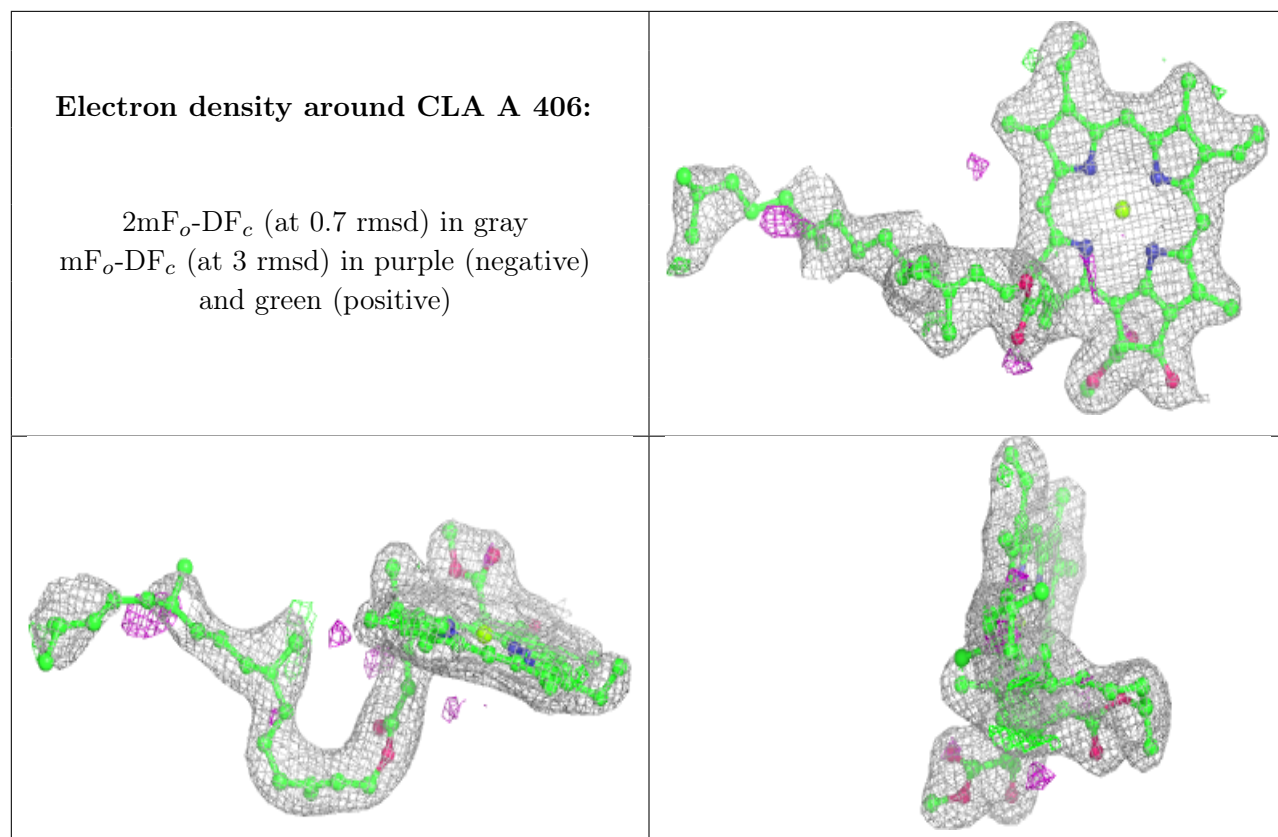 Electron density around CLA A 406:
2mFo-DFc (at 0.7 rmsd) in gray
mFo-DFc (at 3 rmsd) in purple (negative)
and green (positive)